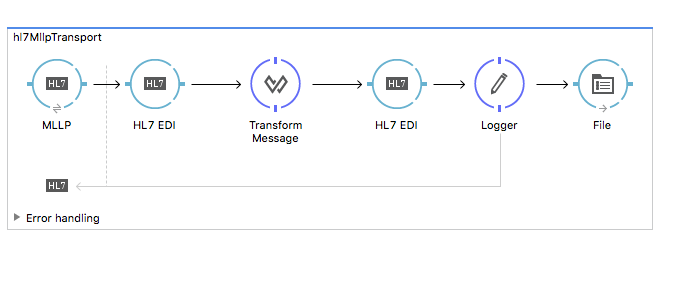 hl7MllpTransport
HL7
HL7
HL7
MLLP
HL7 EDI
Transform
Message
HL7 EDI
Logger
File
HL7
Error handling